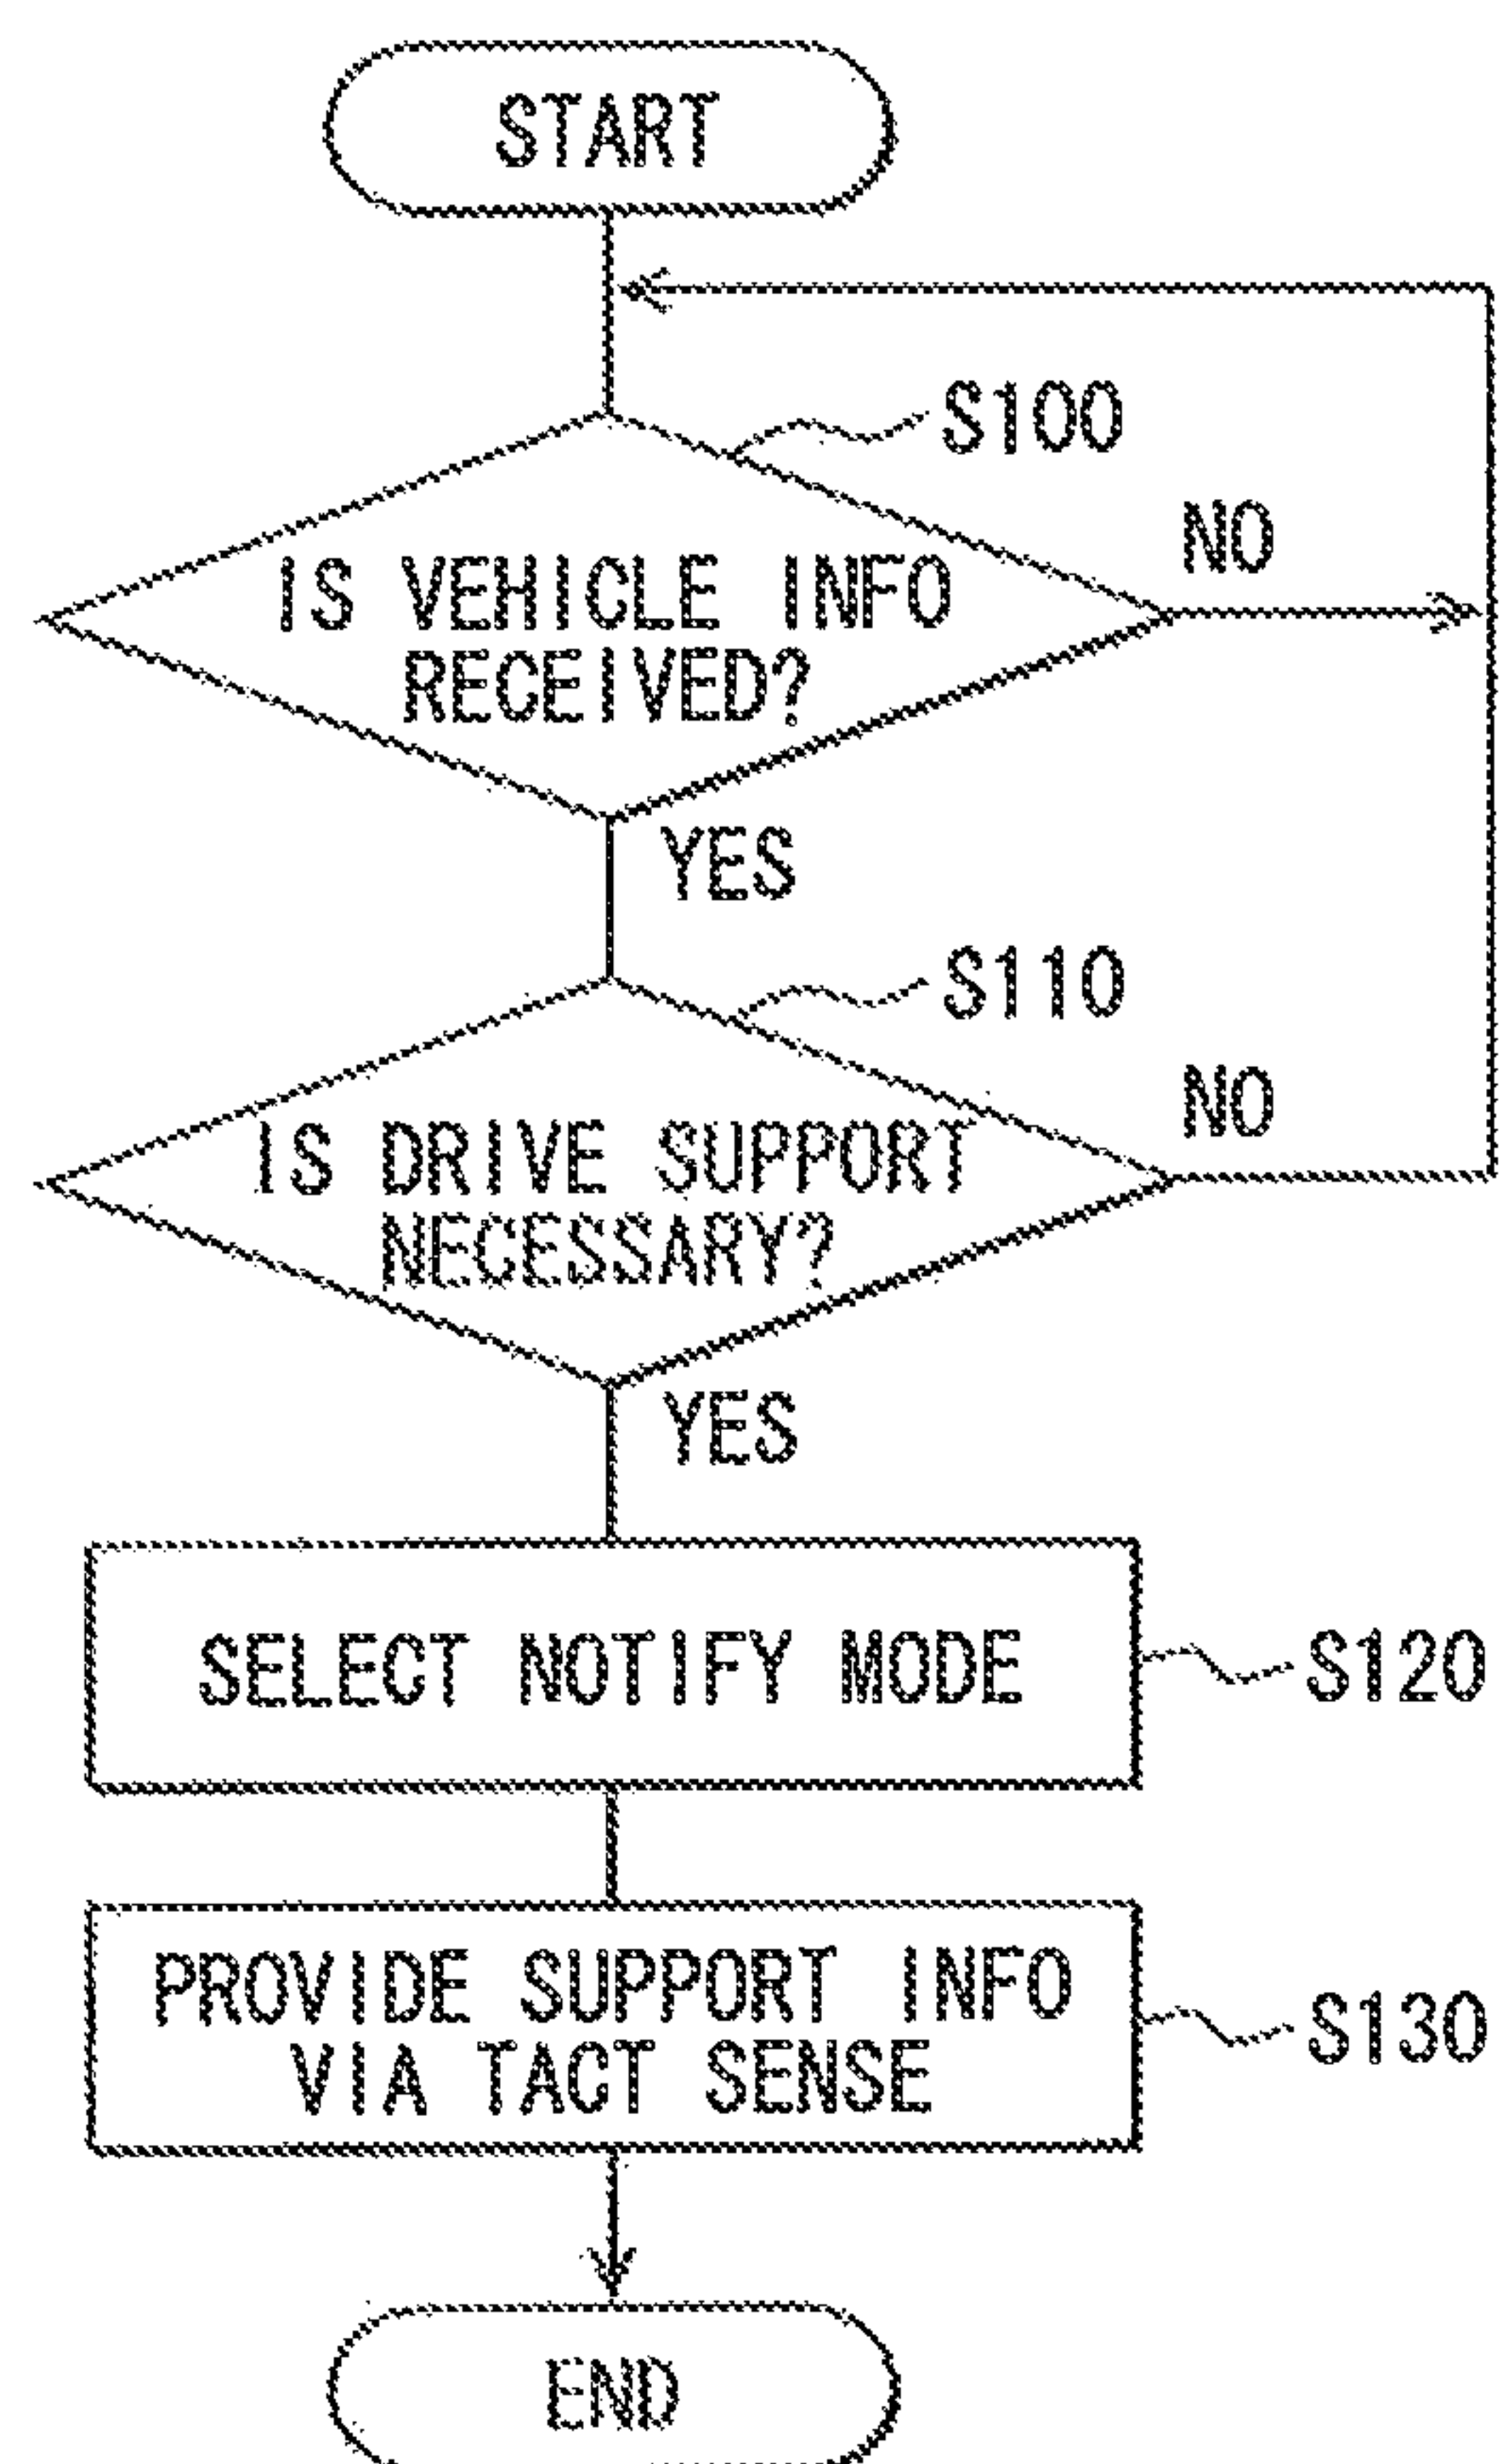 START
S100
NO
IS VEHICLE INFO
RECEIVED?
YES
S110
NO
IS DRIVE SUPPORT
NECESSARY?
YES
SELECT NOTIFY MODE
S120
PROVIDE SUPPORT INFO
VIA TACT SENSE
S130
END